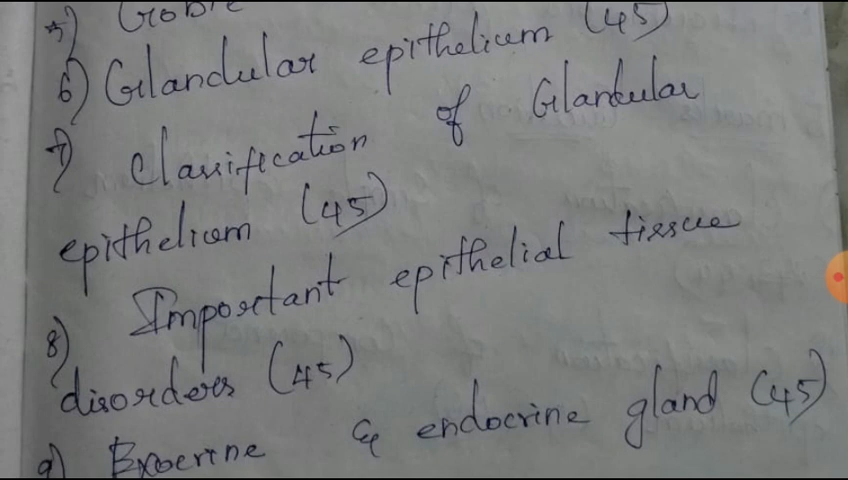 5)
6) Glandular epithelium (45)
7) Classification of Glandular
epithelium (45)
8) Important epithelial tissue
disorders (45)
9) Exocrine & endocrine gland (45)